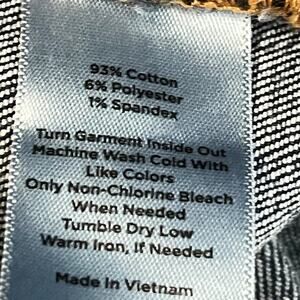 93% Cotton
6% Polyester
1% Spandex
Turn Garment Inside Out
Machine Wash Cold With
Like Colors
Only Non-Chlorine Bleach
When Needed
Tumble Dry Low
Warm Iron, If Needed
Made in Vietnam